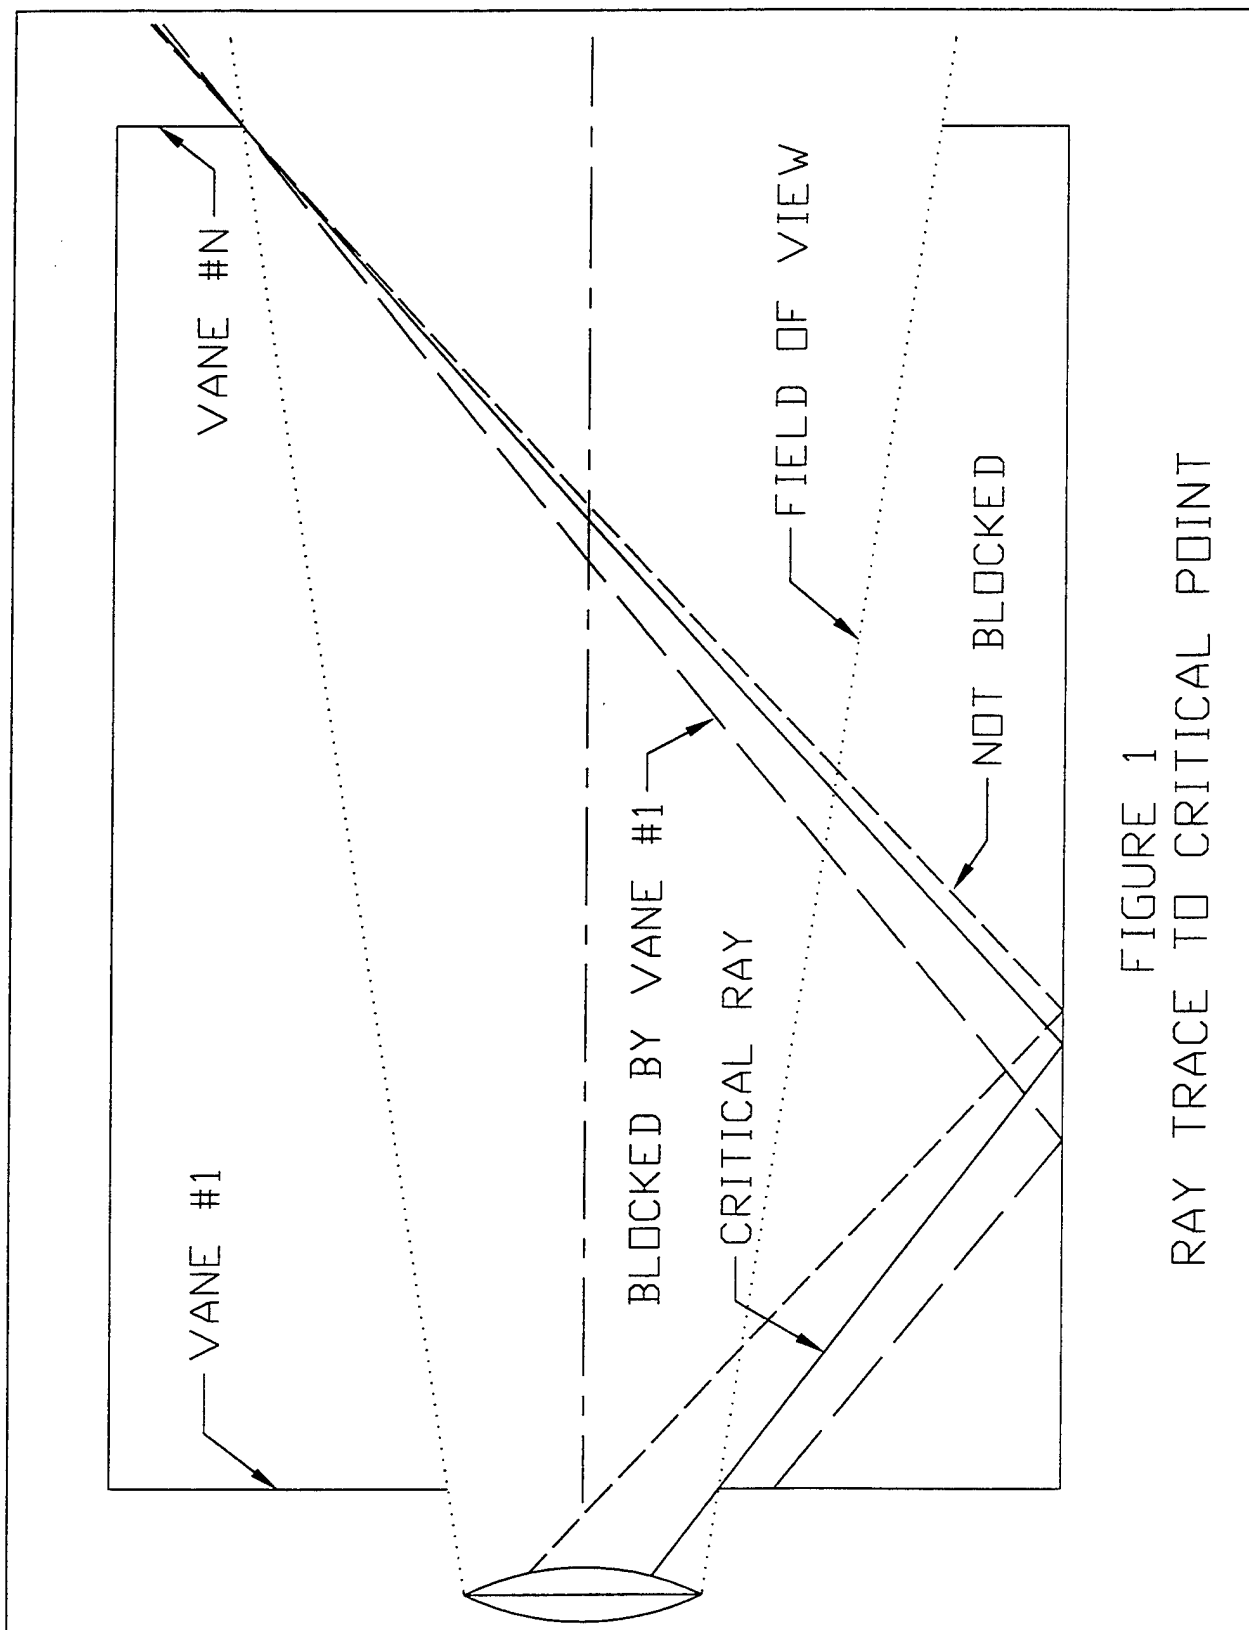 VANE #1
VANE #N
BLOCKED BY VANE #1
CRITICAL RAY
FIELD OF VIEW
NOT BLOCKED
FIGURE 1
RAY TRACE TO CRITICAL POINT